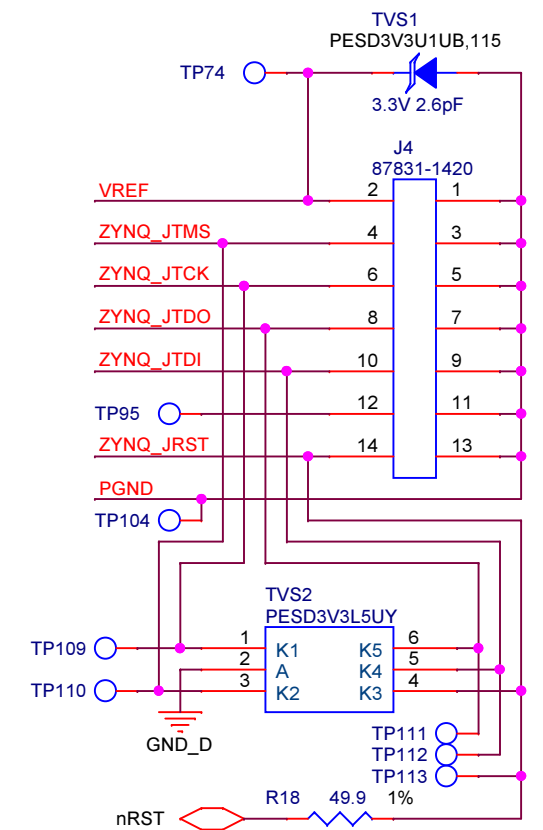 TVS1
PESD3V3U1UB,115
TP74
3.3V 2.6pF
J4
87831-1420
VREF 2 1
ZYNQ_JTMS 4 3
ZYNQ_JTCK 6 5
ZYNQ_JTDO 8 7
ZYNQ_JTDI 10 9
TP95 12 11
ZYNQ_JRST 14 13
PGND
TP104
TVS2
PESD3V3L5UY
TP109 1 K1 K5 6
2 A K4 5
TP110 3 K2 K3 4
GND_D
TP111
TP112
TP113
R18 49.9 1%
nRST